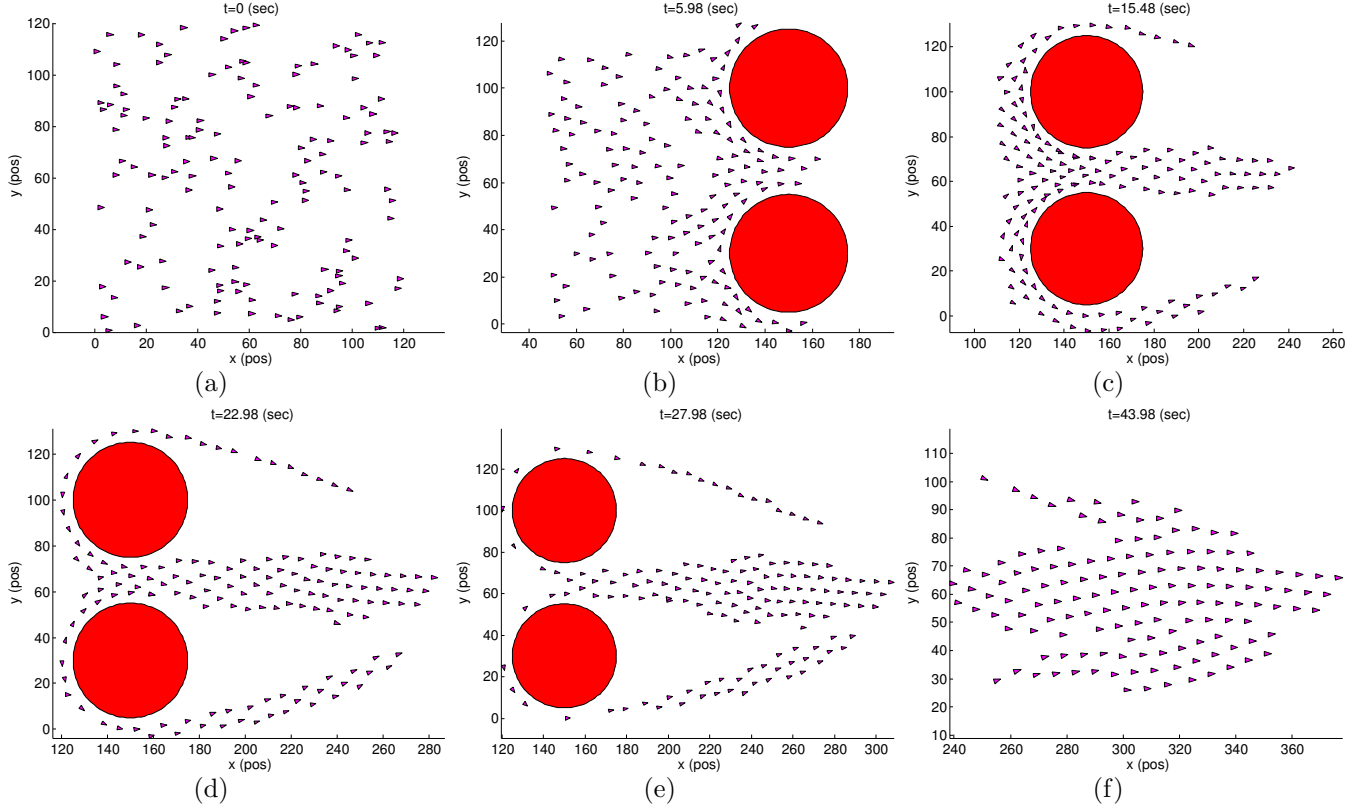 t=0 (sec)
120
100
80
60
40
20
0
y (pos)
0 20 40 60 80 100 120
x (pos)
(a)
t=5.98 (sec)
120
100
80
60
40
20
0
y (pos)
40 60 80 100 120 140 160 180
x (pos)
(b)
t=15.48 (sec)
120
100
80
60
40
20
0
y (pos)
100 120 140 160 180 200 220 240 260
x (pos)
(c)
t=22.98 (sec)
120
100
80
60
40
20
0
y (pos)
120 140 160 180 200 220 240 260 280
x (pos)
(d)
t=27.98 (sec)
120
100
80
60
40
20
0
y (pos)
120 140 160 180 200 220 240 260 280 300
x (pos)
(e)
t=43.98 (sec)
110
100
90
80
70
60
50
40
30
20
10
y (pos)
240 260 280 300 320 340 360
x (pos)
(f)